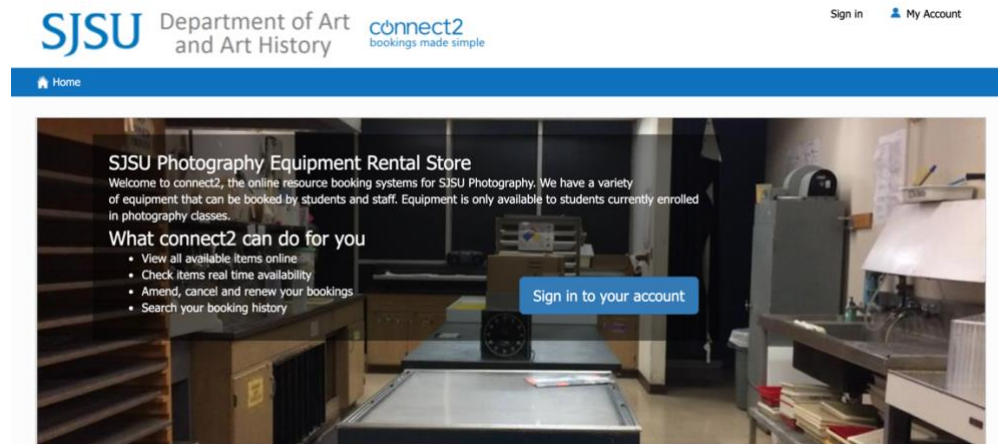 SJSU
Department of Art
and Art History
connect2
bookings made simple
Sign in
My Account
Home
SJSU Photography Equipment Rental Store
Welcome to connect2, the online resource booking systems for SJSU Photography. We have a variety
of equipment that can be booked by students and staff. Equipment is only available to students currently enrolled
in photography classes.
What connect2 can do for you
• View all available items online
• Check items real time availability
• Amend, cancel and renew your bookings
• Search your booking history
Sign in to your account